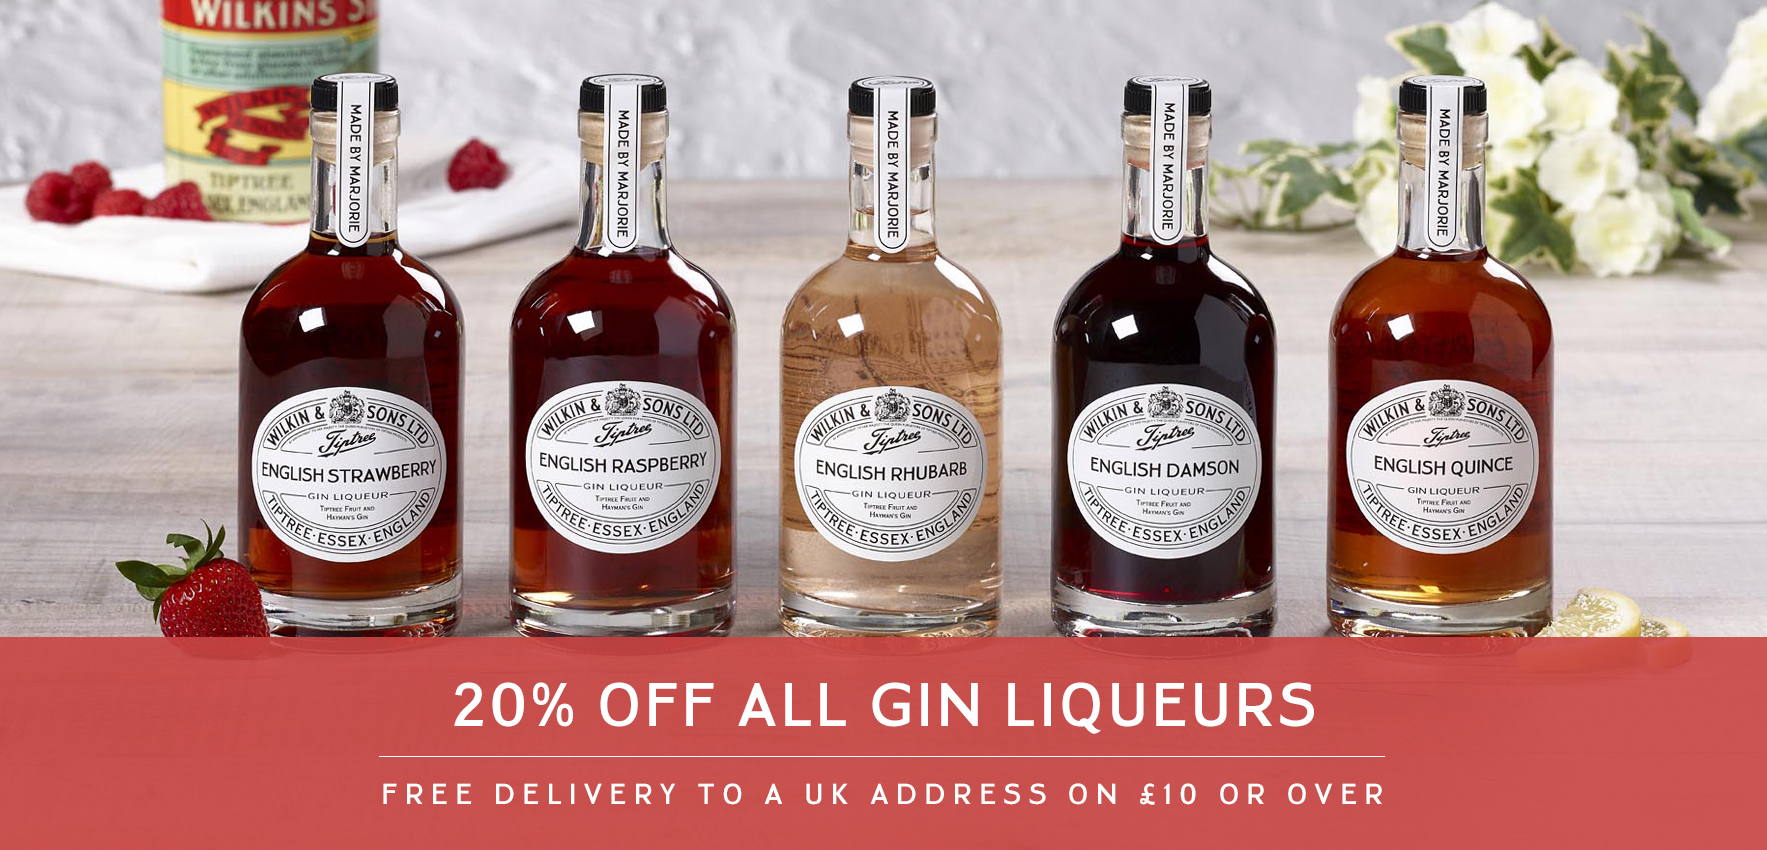 WILKINS
WILKINS
TIPTREE
ENGLAND
MADE BY MARJORIE
MADE BY MARJORIE
MADE BY MARJORIE
MADE BY MARJORIE
MADE BY MARJORIE
WILKIN & SONS LTD
Tiptree
ENGLISH STRAWBERRY
GIN LIQUEUR
TIPTREE FRUIT AND
HAYMAN'S GIN
TIPTREE · ESSEX · ENGLAND
WILKIN & SONS LTD
Tiptree
ENGLISH RASPBERRY
GIN LIQUEUR
TIPTREE FRUIT AND
HAYMAN'S GIN
TIPTREE · ESSEX · ENGLAND
WILKIN & SONS LTD
Tiptree
ENGLISH RHUBARB
GIN LIQUEUR
TIPTREE FRUIT AND
HAYMAN'S GIN
TIPTREE · ESSEX · ENGLAND
WILKIN & SONS LTD
Tiptree
ENGLISH DAMSON
GIN LIQUEUR
TIPTREE FRUIT AND
HAYMAN'S GIN
TIPTREE · ESSEX · ENGLAND
WILKIN & SONS LTD
Tiptree
ENGLISH QUINCE
GIN LIQUEUR
TIPTREE FRUIT AND
HAYMAN'S GIN
TIPTREE · ESSEX · ENGLAND
20% OFF ALL GIN LIQUEURS
FREE DELIVERY TO A UK ADDRESS ON £10 OR OVER